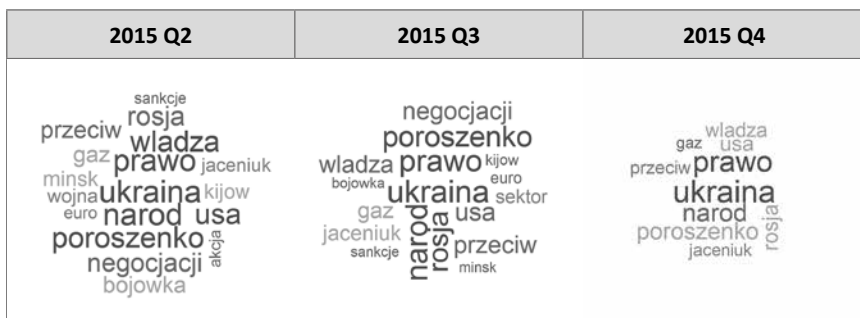 2015 Q2 2015 Q3 2015 Q4
sankcje
rosja
przeciw wladza
gaz prawo jaceniuk
minsk
wojna ukraina kijow
euro narod usa
poroszenko akcja
negocjacji
bojowka
negocjacji
poroszenko
wladza prawo kijow
bojowka ukraina euro
sektor
gaz narod rosja usa
jaceniuk przeciw
sankcje minsk
wladza
gaz usa
przeciw prawo
ukraina
narod
poroszenko rosja
jaceniuk